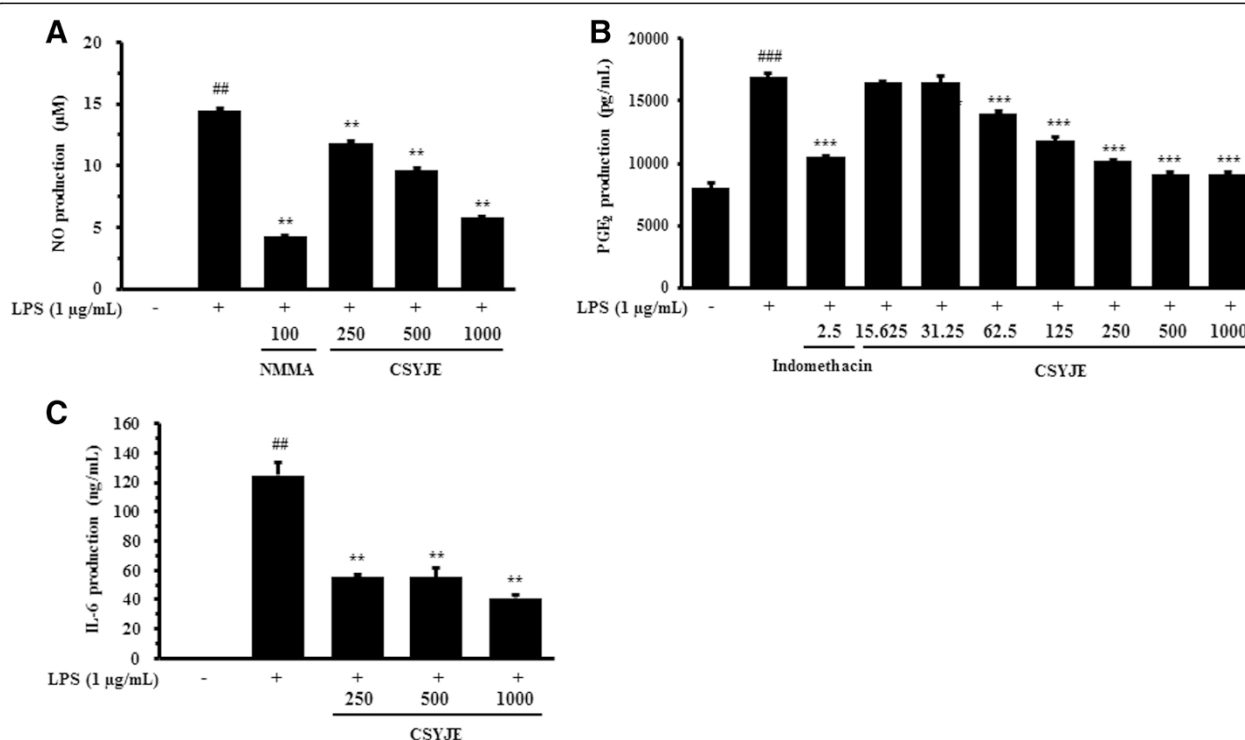 A
20
15
10
5
0
NO production (µM)
##
**
**
**
**
LPS (1 µg/mL) - + + + + +
100 250 500 1000
NMMA CSYJE
B
20000
15000
10000
5000
0
PGE₂ production (pg/mL)
###
***
***
***
***
***
***
LPS (1 µg/mL) - + + + + + + + + +
2.5 15.625 31.25 62.5 125 250 500 1000
Indomethacin CSYJE
C
160
140
120
100
80
60
40
20
0
IL-6 production (ng/mL)
##
**
**
**
LPS (1 µg/mL) - + + + +
250 500 1000
CSYJE